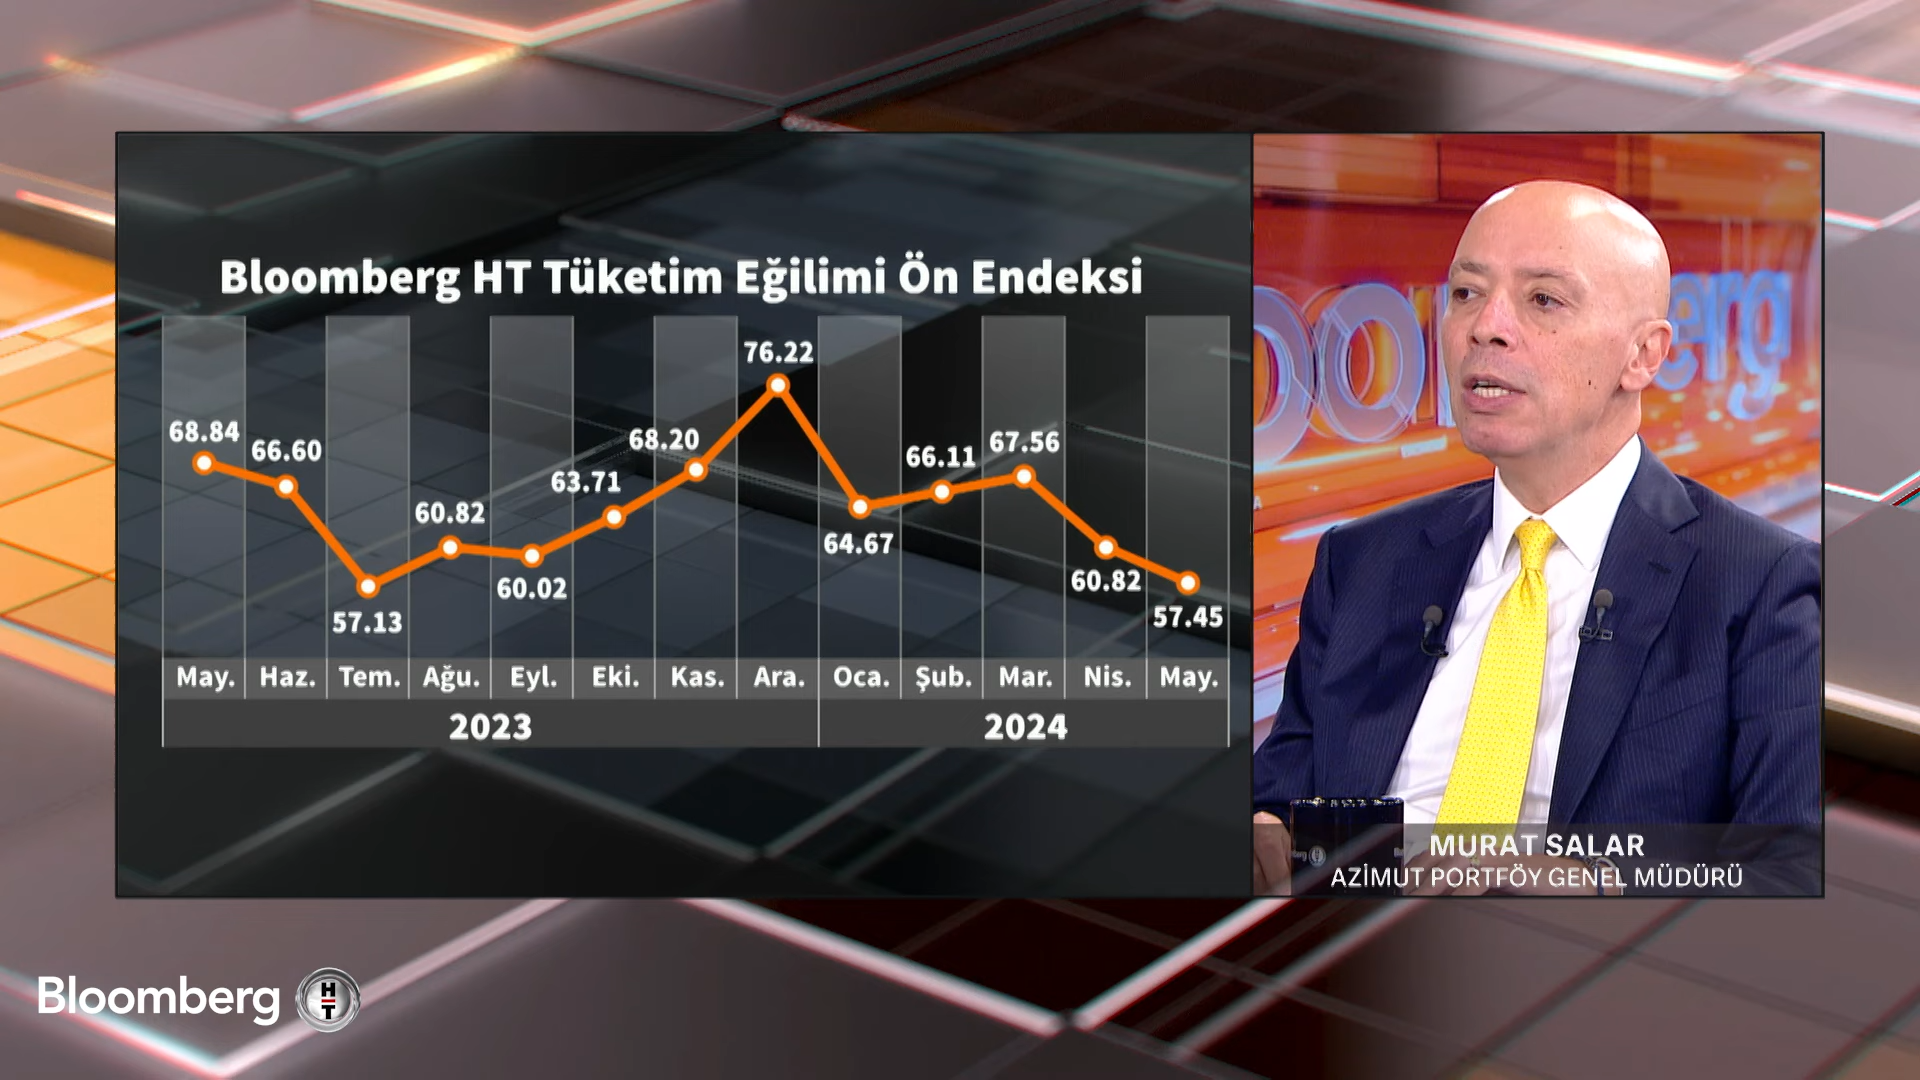 Bloomberg HT Tüketim Eğilimi Ön Endeksi
68.84 66.60 57.13 60.82 60.02 63.71 68.20 76.22 64.67 66.11 67.56 60.82 57.45
May. Haz. Tem. Ağu. Eyl. Eki. Kas. Ara. Oca. Şub. Mar. Nis. May.
2023 2024
MURAT SALAR
AZİMUT PORTFÖY GENEL MÜDÜRÜ
Bloomberg HT